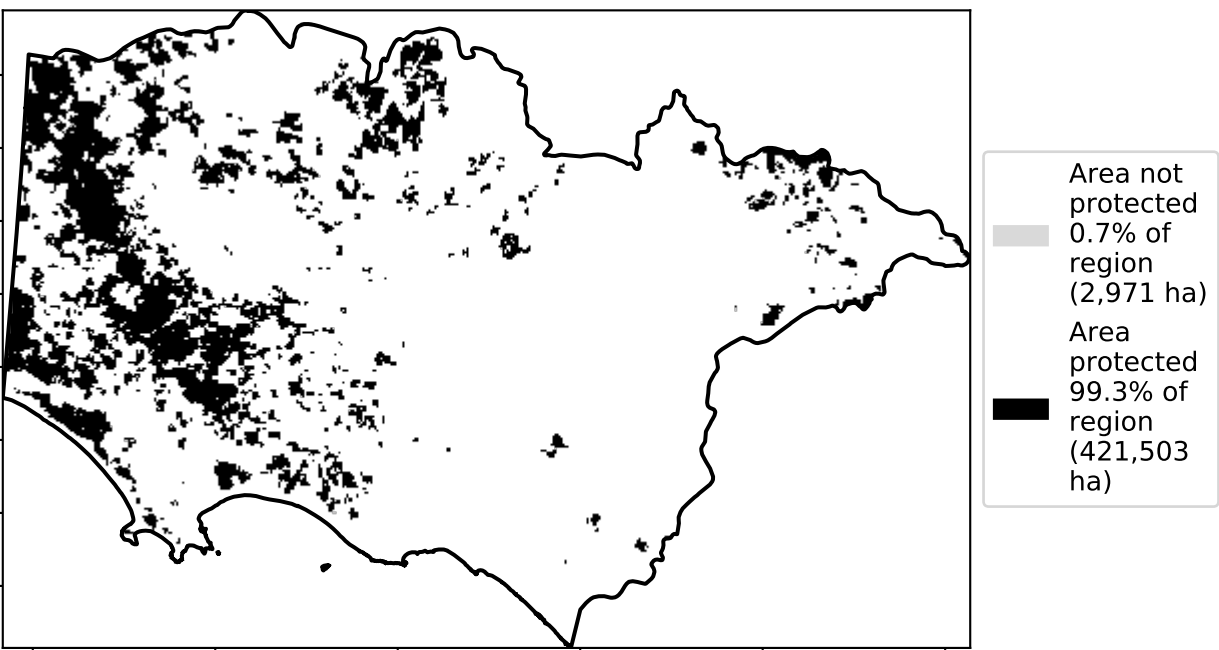 Area not
protected
0.7% of
region
(2,971 ha)
Area
protected
99.3% of
region
(421,503
ha)